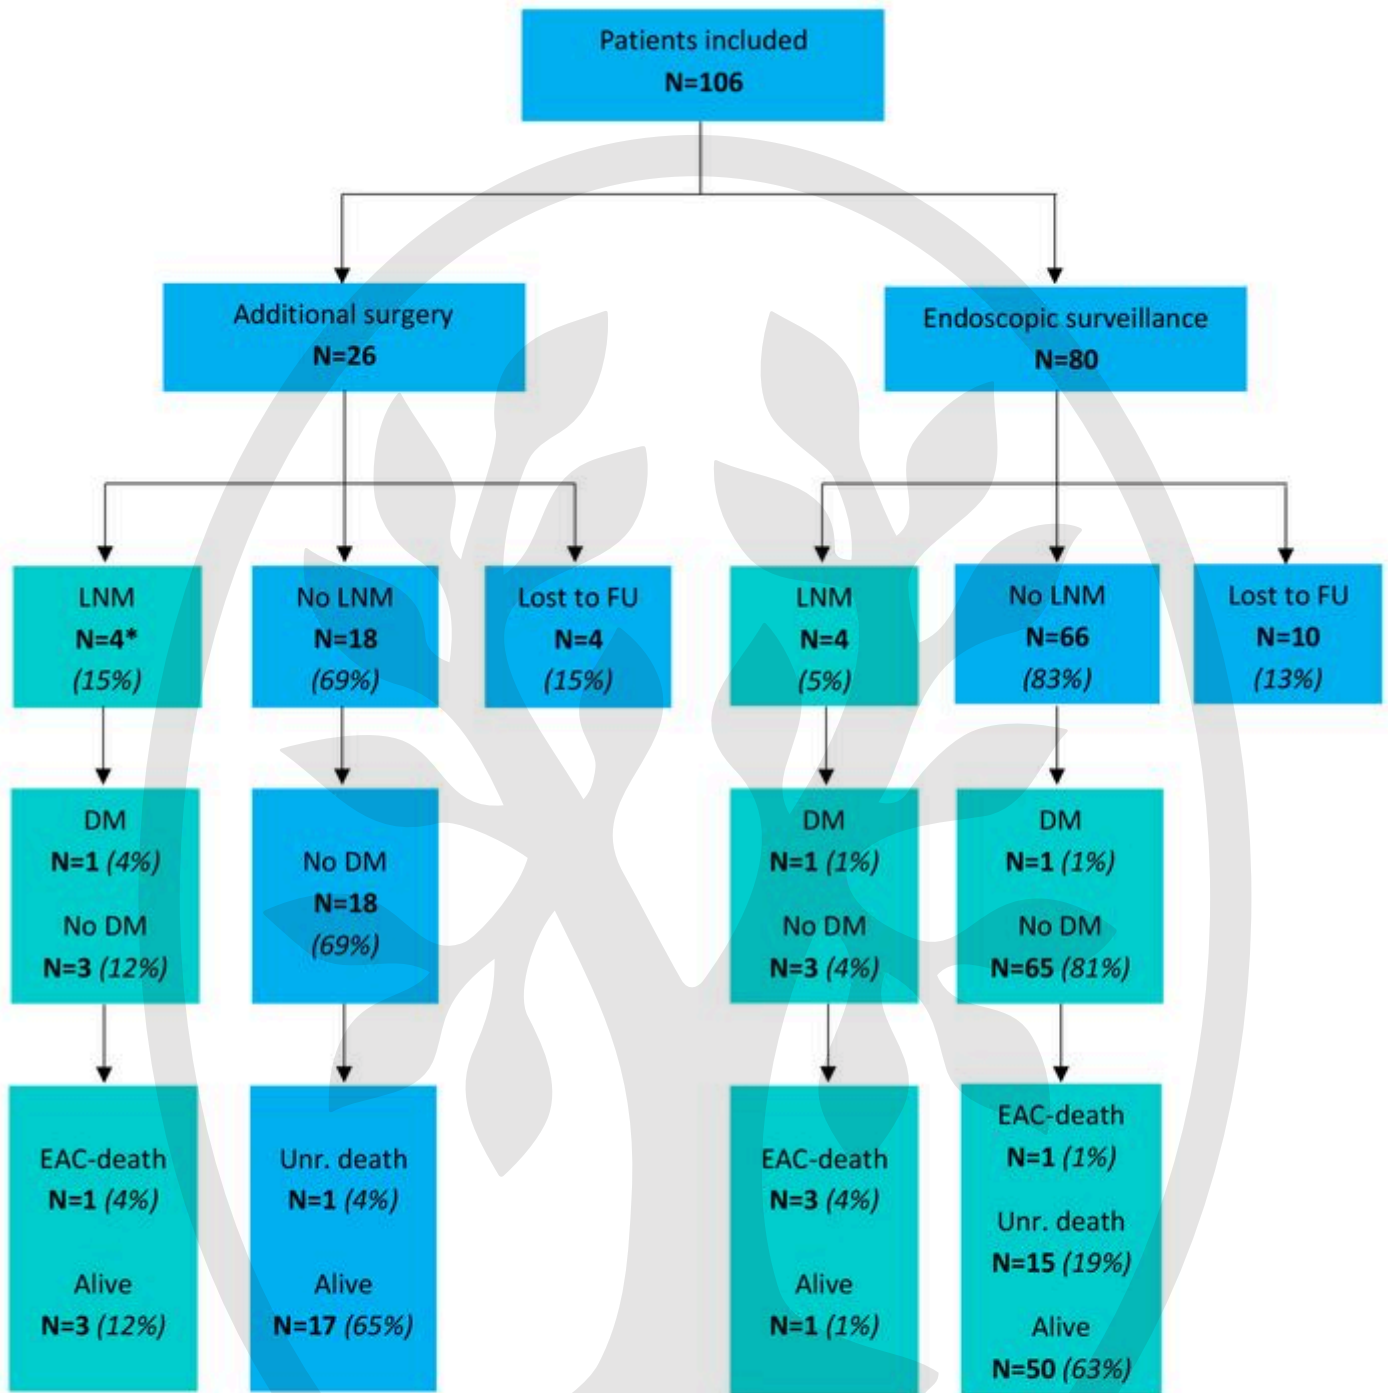 Patients included
N=106
Additional surgery
N=26
Endoscopic surveillance
N=80
LNM
N=4*
(15%)
No LNM
N=18
(69%)
Lost to FU
N=4
(15%)
LNM
N=4
(5%)
No LNM
N=66
(83%)
Lost to FU
N=10
(13%)
DM
N=1 (4%)
No DM
N=3 (12%)
No DM
N=18
(69%)
DM
N=1 (1%)
No DM
N=3 (4%)
DM
N=1 (1%)
No DM
N=65 (81%)
EAC-death
N=1 (4%)
Alive
N=3 (12%)
Unr. death
N=1 (4%)
Alive
N=17 (65%)
EAC-death
N=3 (4%)
Alive
N=1 (1%)
EAC-death
N=1 (1%)
Unr. death
N=15 (19%)
Alive
N=50 (63%)